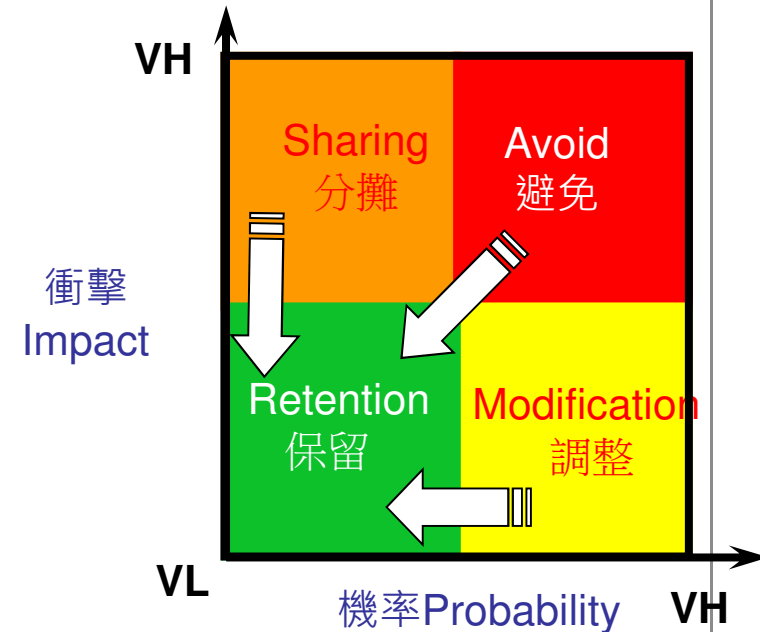 VH
Sharing
分攤
Avoid
避免
衝擊
Impact
Retention
保留
Modification
調整
VL
機率Probability
VH